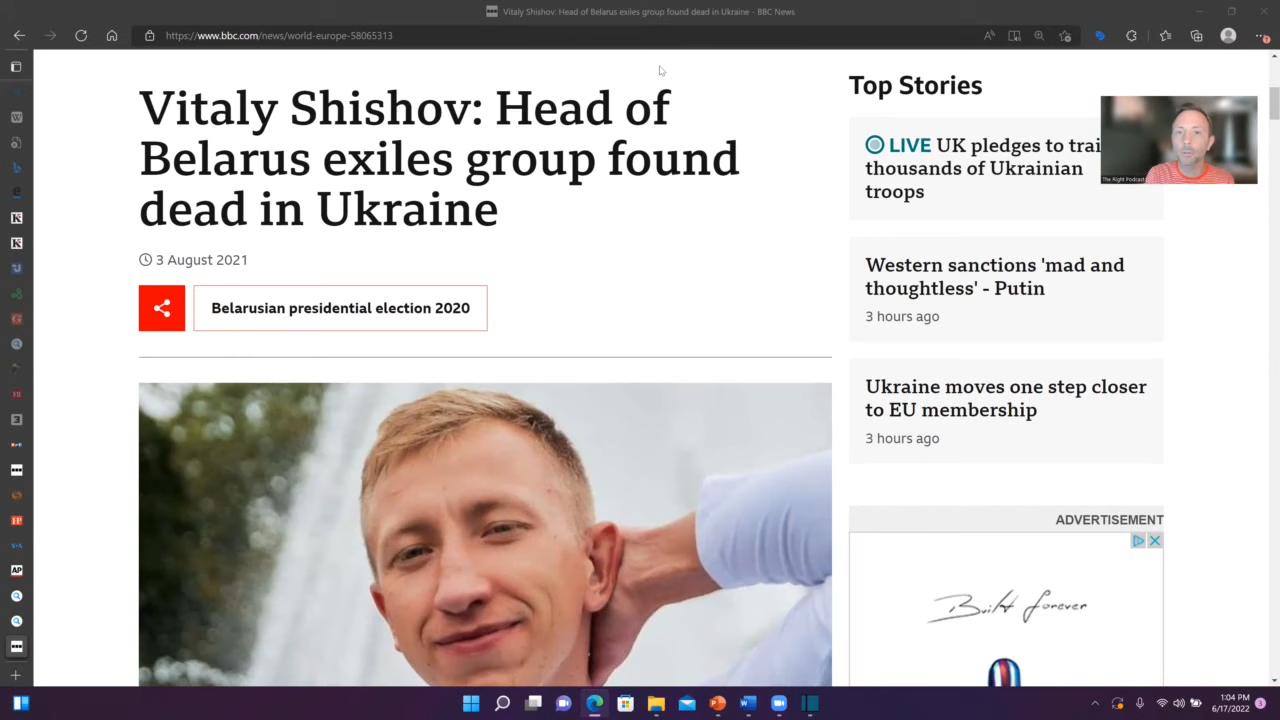 Vitaly Shishov: Head of Belarus exiles group found dead in Ukraine - BBC News
https://www.bbc.com/news/world-europe-58065313
Vitaly Shishov: Head of
Belarus exiles group found
dead in Ukraine
3 August 2021
Belarusian presidential election 2020
Top Stories
LIVE UK pledges to trai
thousands of Ukrainian
troops
The Right Podcast
Western sanctions 'mad and
thoughtless' - Putin
3 hours ago
Ukraine moves one step closer
to EU membership
3 hours ago
ADVERTISEMENT
Built forever
AP
1:04 PM
6/17/2022